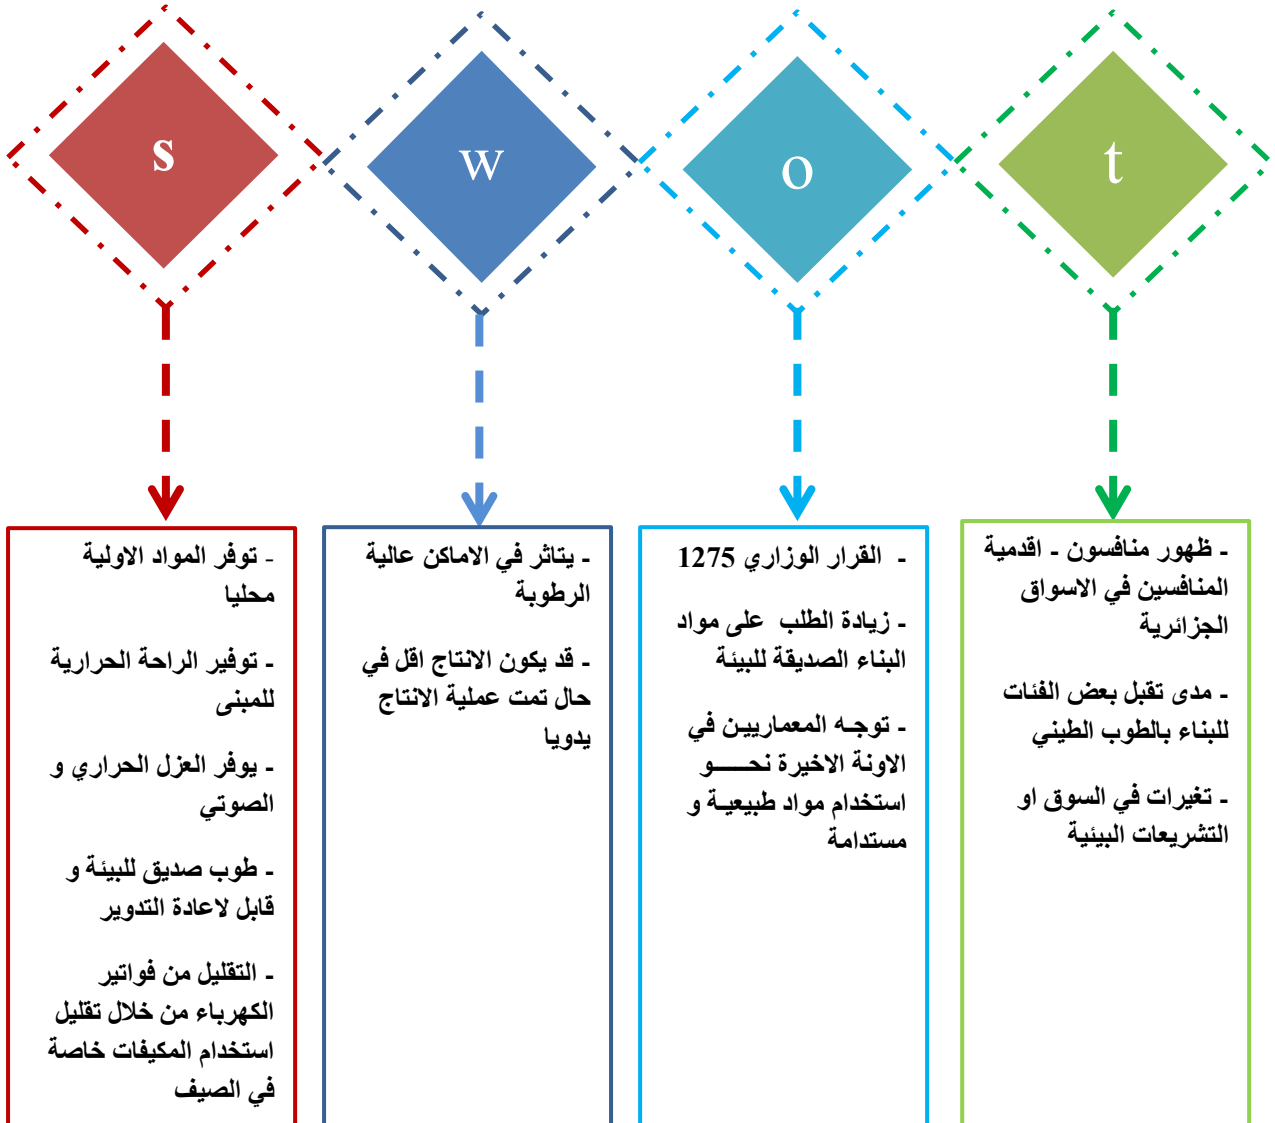 s
w
o
t
- توفر المواد الاولية
محليا
- توفير الراحة الحرارية
للمبنى
- يوفر العزل الحراري و
الصوتي
- طوب صديق للبيئة و
قابل لاعادة التدوير
- التقليل من فواتير
الكهرباء من خلال تقليل
استخدام المكيفات خاصة
في الصيف
- يتاثر في الاماكن عالية
الرطوبة
- قد يكون الانتاج اقل في
حال تمت عملية الانتاج
يدويا
- القرار الوزاري 1275
- زيادة الطلب على مواد
البناء الصديقة للبيئة
- توجه المعماريين في
الاونة الاخيرة نحـــــو
استخدام مواد طبيعيـة و
مستدامة
- ظهور منافسون - اقدمية
المنافسين في الاسواق
الجزائرية
- مدى تقبل بعض الفئات
للبناء بالطوب الطيني
- تغيرات في السوق او
التشريعات البيئية